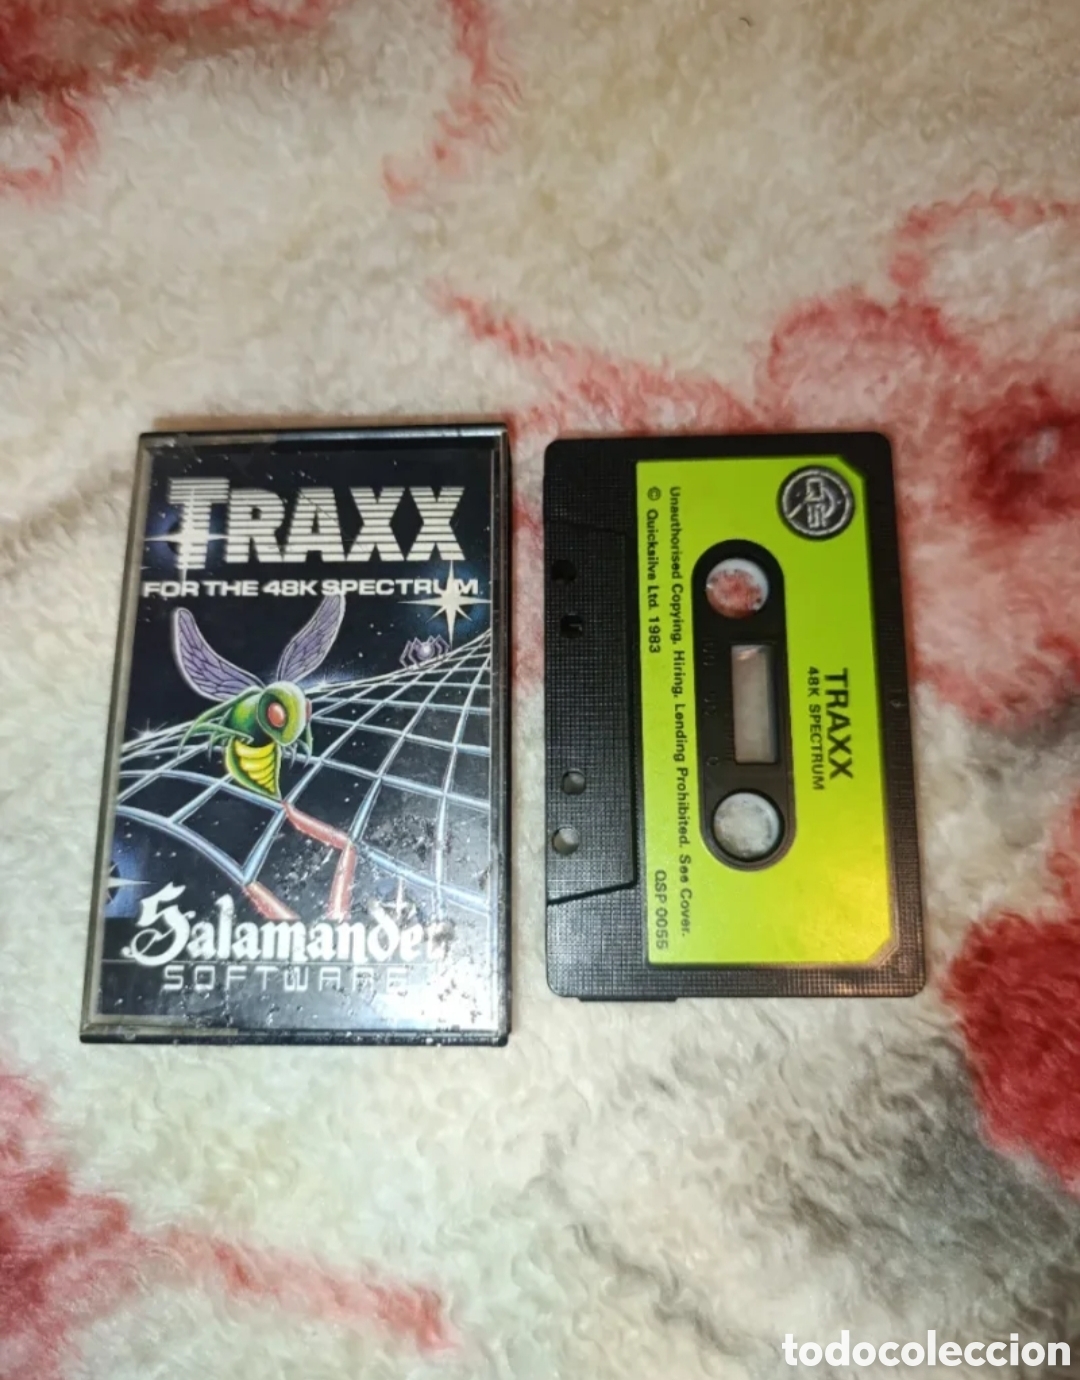 TRAXX
FOR THE 48K SPECTRUM
Salamander
SOFTWARE
QS
TRAXX
48K SPECTRUM
Unauthorised Copying, Hiring, Lending Prohibited. See Cover.
© Quicksilva Ltd. 1983
QSP 0055
todocoleccion